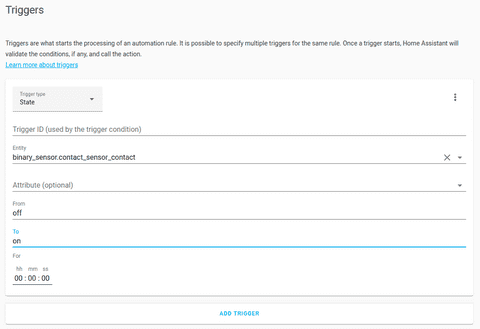 Triggers
Triggers are what starts the processing of an automation rule. It is possible to specify multiple triggers for the same rule. Once a trigger starts, Home Assistant will
validate the conditions, if any, and call the action.
Learn more about triggers
Trigger type
State
Trigger ID (used by the trigger condition)
Entity
binary_sensor.contact_sensor_contact
Attribute (optional)
From
off
To
on
For
hh mm ss
00 : 00 : 00
ADD TRIGGER